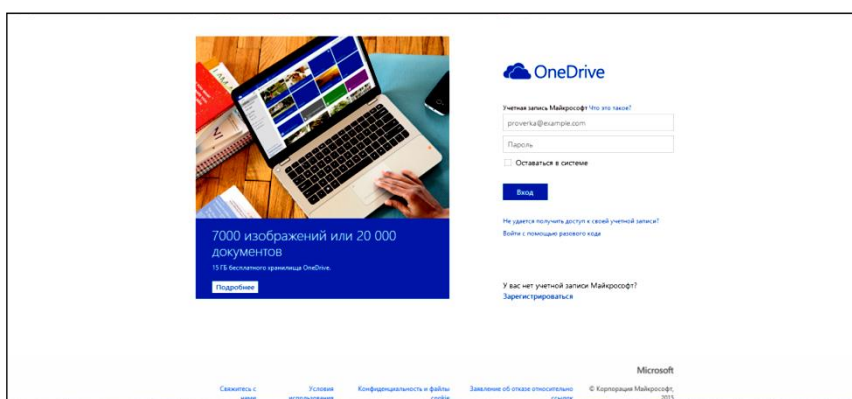 OneDrive
Учетная запись Майкрософт Что это такое?
proverka@example.com
Пароль
Оставаться в системе
Вход
Не удается получить доступ к своей учетной записи?
Войти с помощью разового кода
7000 изображений или 20 000
документов
15 ГБ бесплатного хранилища OneDrive.
Подробнее
У вас нет учетной записи Майкрософт?
Зарегистрироваться
Microsoft
Свяжитесь с
нами
Условия
использования
Конфиденциальность и файлы
cookie
Заявление об отказе относительно
ссылок
© Корпорация Майкрософт,
2015